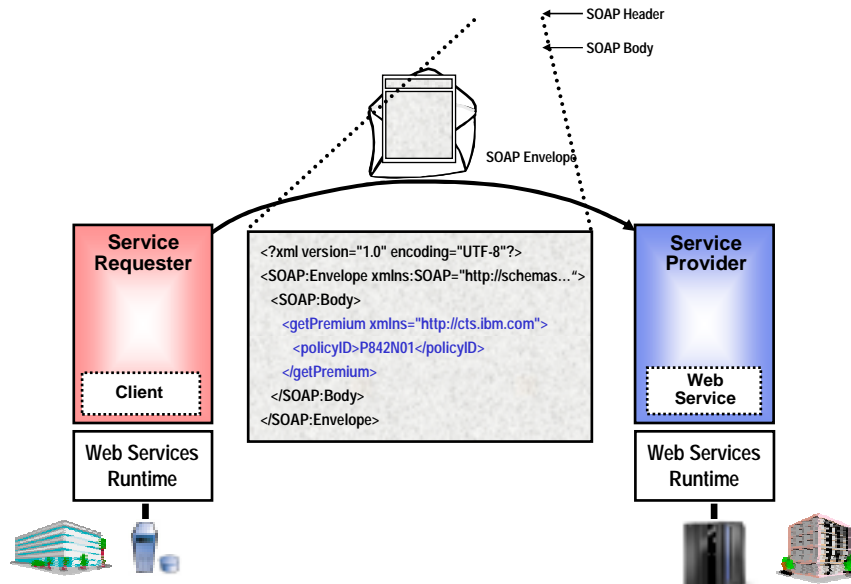 SOAP Header
SOAP Body
SOAP Envelope
Service
Requester
Client
Web Services
Runtime
<?xml version="1.0" encoding="UTF-8"?>
<SOAP:Envelope xmlns:SOAP="http://schemas…“>
<SOAP:Body>
<getPremium xmlns="http://cts.ibm.com">
<policyID>P842N01</policyID>
</getPremium>
</SOAP:Body>
</SOAP:Envelope>
Service
Provider
Web
Service
Web Services
Runtime